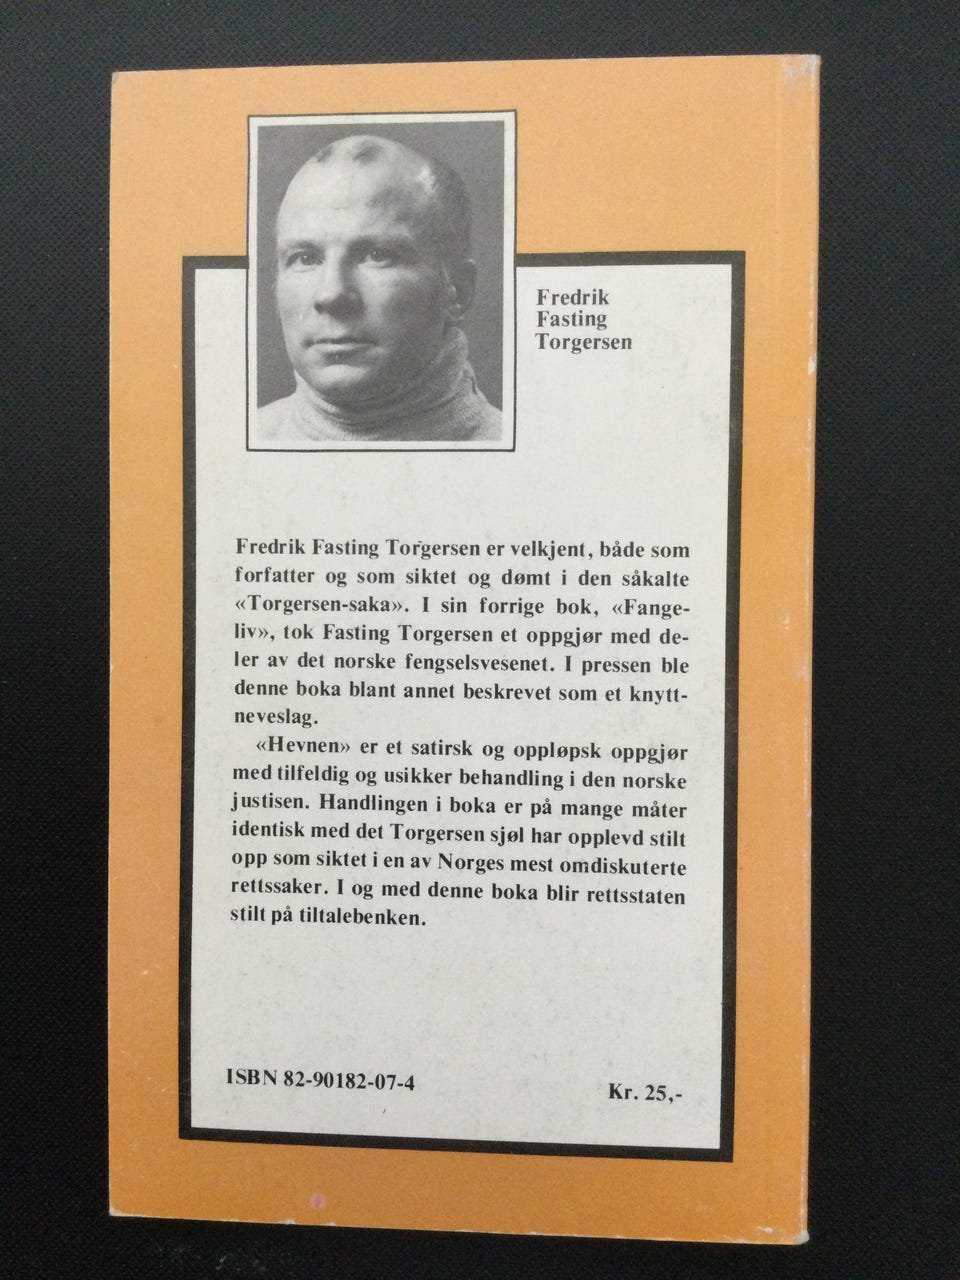 Fredrik
Fasting
Torgersen
Fredrik Fasting Torgersen er velkjent, både som
forfatter og som siktet og dømt i den såkalte
«Torgersen-saka». I sin forrige bok, «Fange-
liv», tok Fasting Torgersen et oppgjør med de-
ler av det norske fengselsvesenet. I pressen ble
denne boka blant annet beskrevet som et knytt-
neveslag.
«Hevnen» er et satirsk og oppløpsk oppgjør
med tilfeldig og usikker behandling i den norske
justisen. Handlingen i boka er på mange måter
identisk med det Torgersen sjøl har opplevd stilt
opp som siktet i en av Norges mest omdiskuterte
rettssaker. I og med denne boka blir rettsstaten
stilt på tiltalebenken.
ISBN 82-90182-07-4
Kr. 25,-